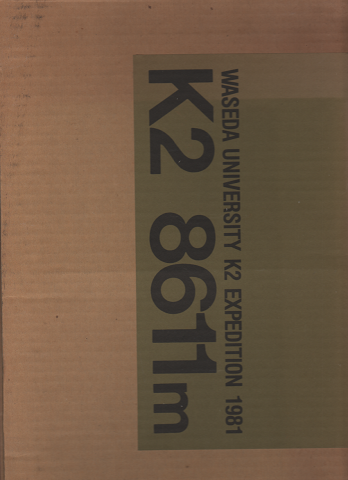 WASEDA UNIVERSITY K2 EXPEDITION 1981
K2 8611m